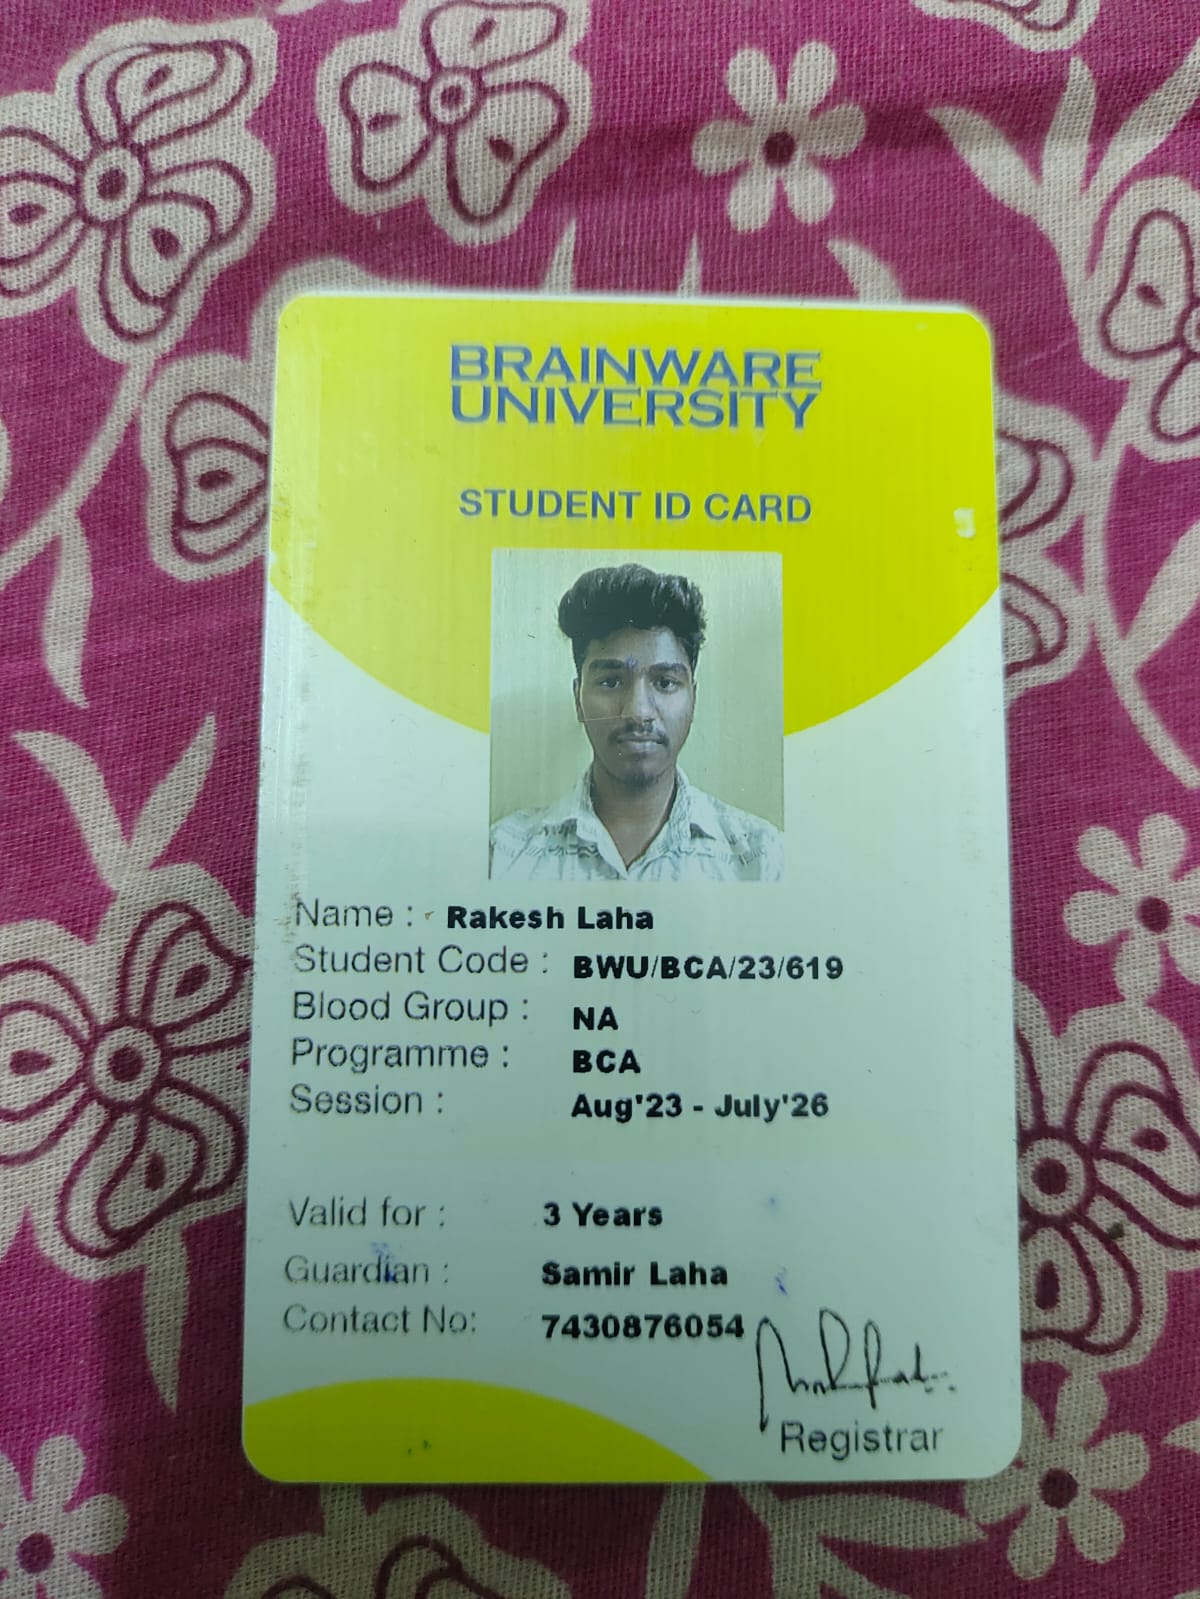 BRAINWARE
UNIVERSITY
STUDENT ID CARD
Name : Rakesh Laha
Student Code : BWU/BCA/23/619
Blood Group : NA
Programme : BCA
Session : Aug'23 - July'26
Valid for : 3 Years
Guardian : Samir Laha
Contact No: 7430876054
Registrar